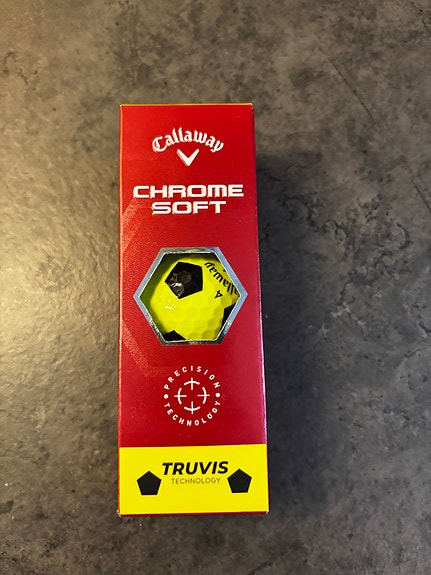 Callaway
CHROME
SOFT
Callaway
4
PRECISION
TECHNOLOGY
TRUVIS
TECHNOLOGY